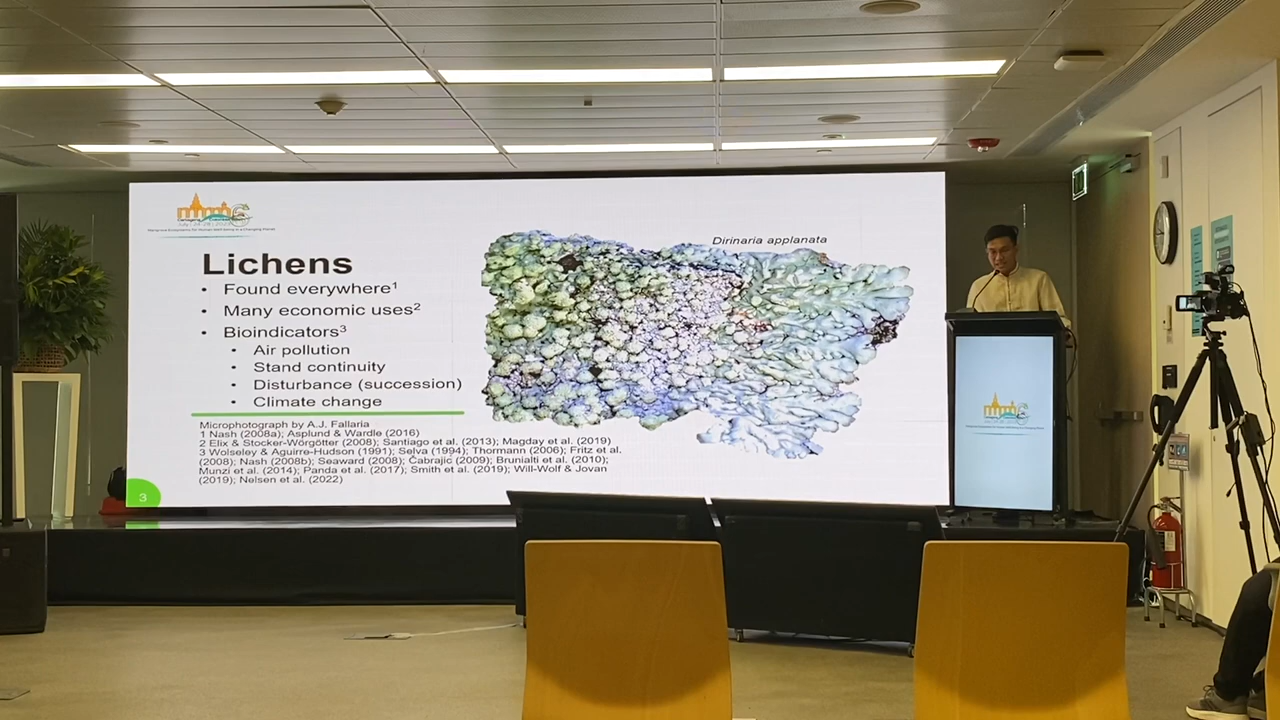 Lichens
• Found everywhere¹
• Many economic uses²
• Bioindicators³
• Air pollution
• Stand continuity
• Disturbance (succession)
• Climate change
Dirinaria applanata
Microphotograph by A.J. Fallaria
1 Nash (2008a); Asplund & Wardle (2016)
2 Elix & Stocker-Wörgötter (2008); Santiago et al. (2013); Magday et al. (2019)
3 Wolseley & Aguirre-Hudson (1991); Selva (1994); Thormann (2006); Fritz et al.
(2008); Nash (2008b); Seaward (2008); Čabrajić (2009); Brunialti et al. (2010);
Munzi et al. (2014); Panda et al. (2017); Smith et al. (2019); Will-Wolf & Jovan
(2019); Nelsen et al. (2022)
3